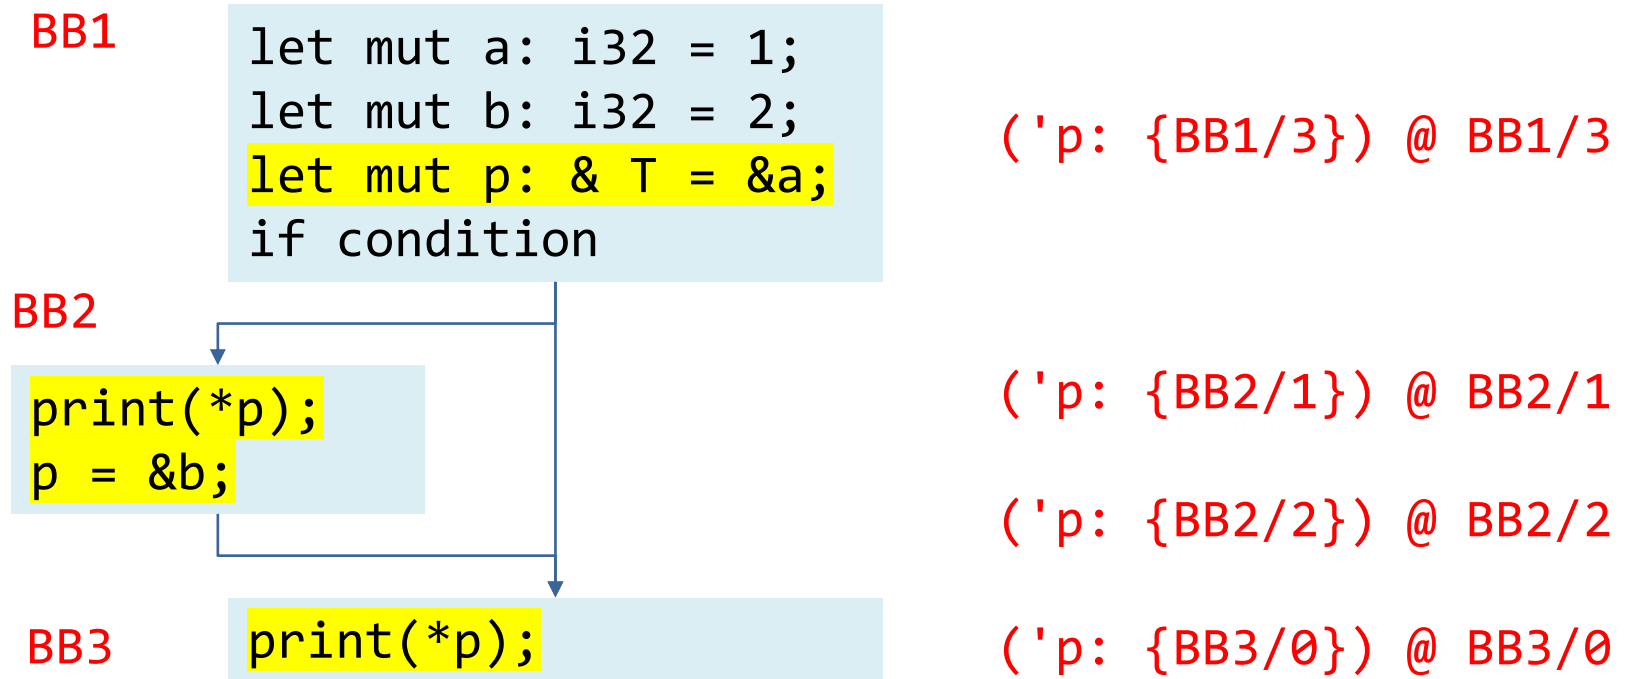 BB1
let mut a: i32 = 1;
let mut b: i32 = 2;
let mut p: & T = &a;
if condition
('p: {BB1/3}) @ BB1/3
BB2
print(*p);
p = &b;
('p: {BB2/1}) @ BB2/1
('p: {BB2/2}) @ BB2/2
BB3
print(*p);
('p: {BB3/0}) @ BB3/0